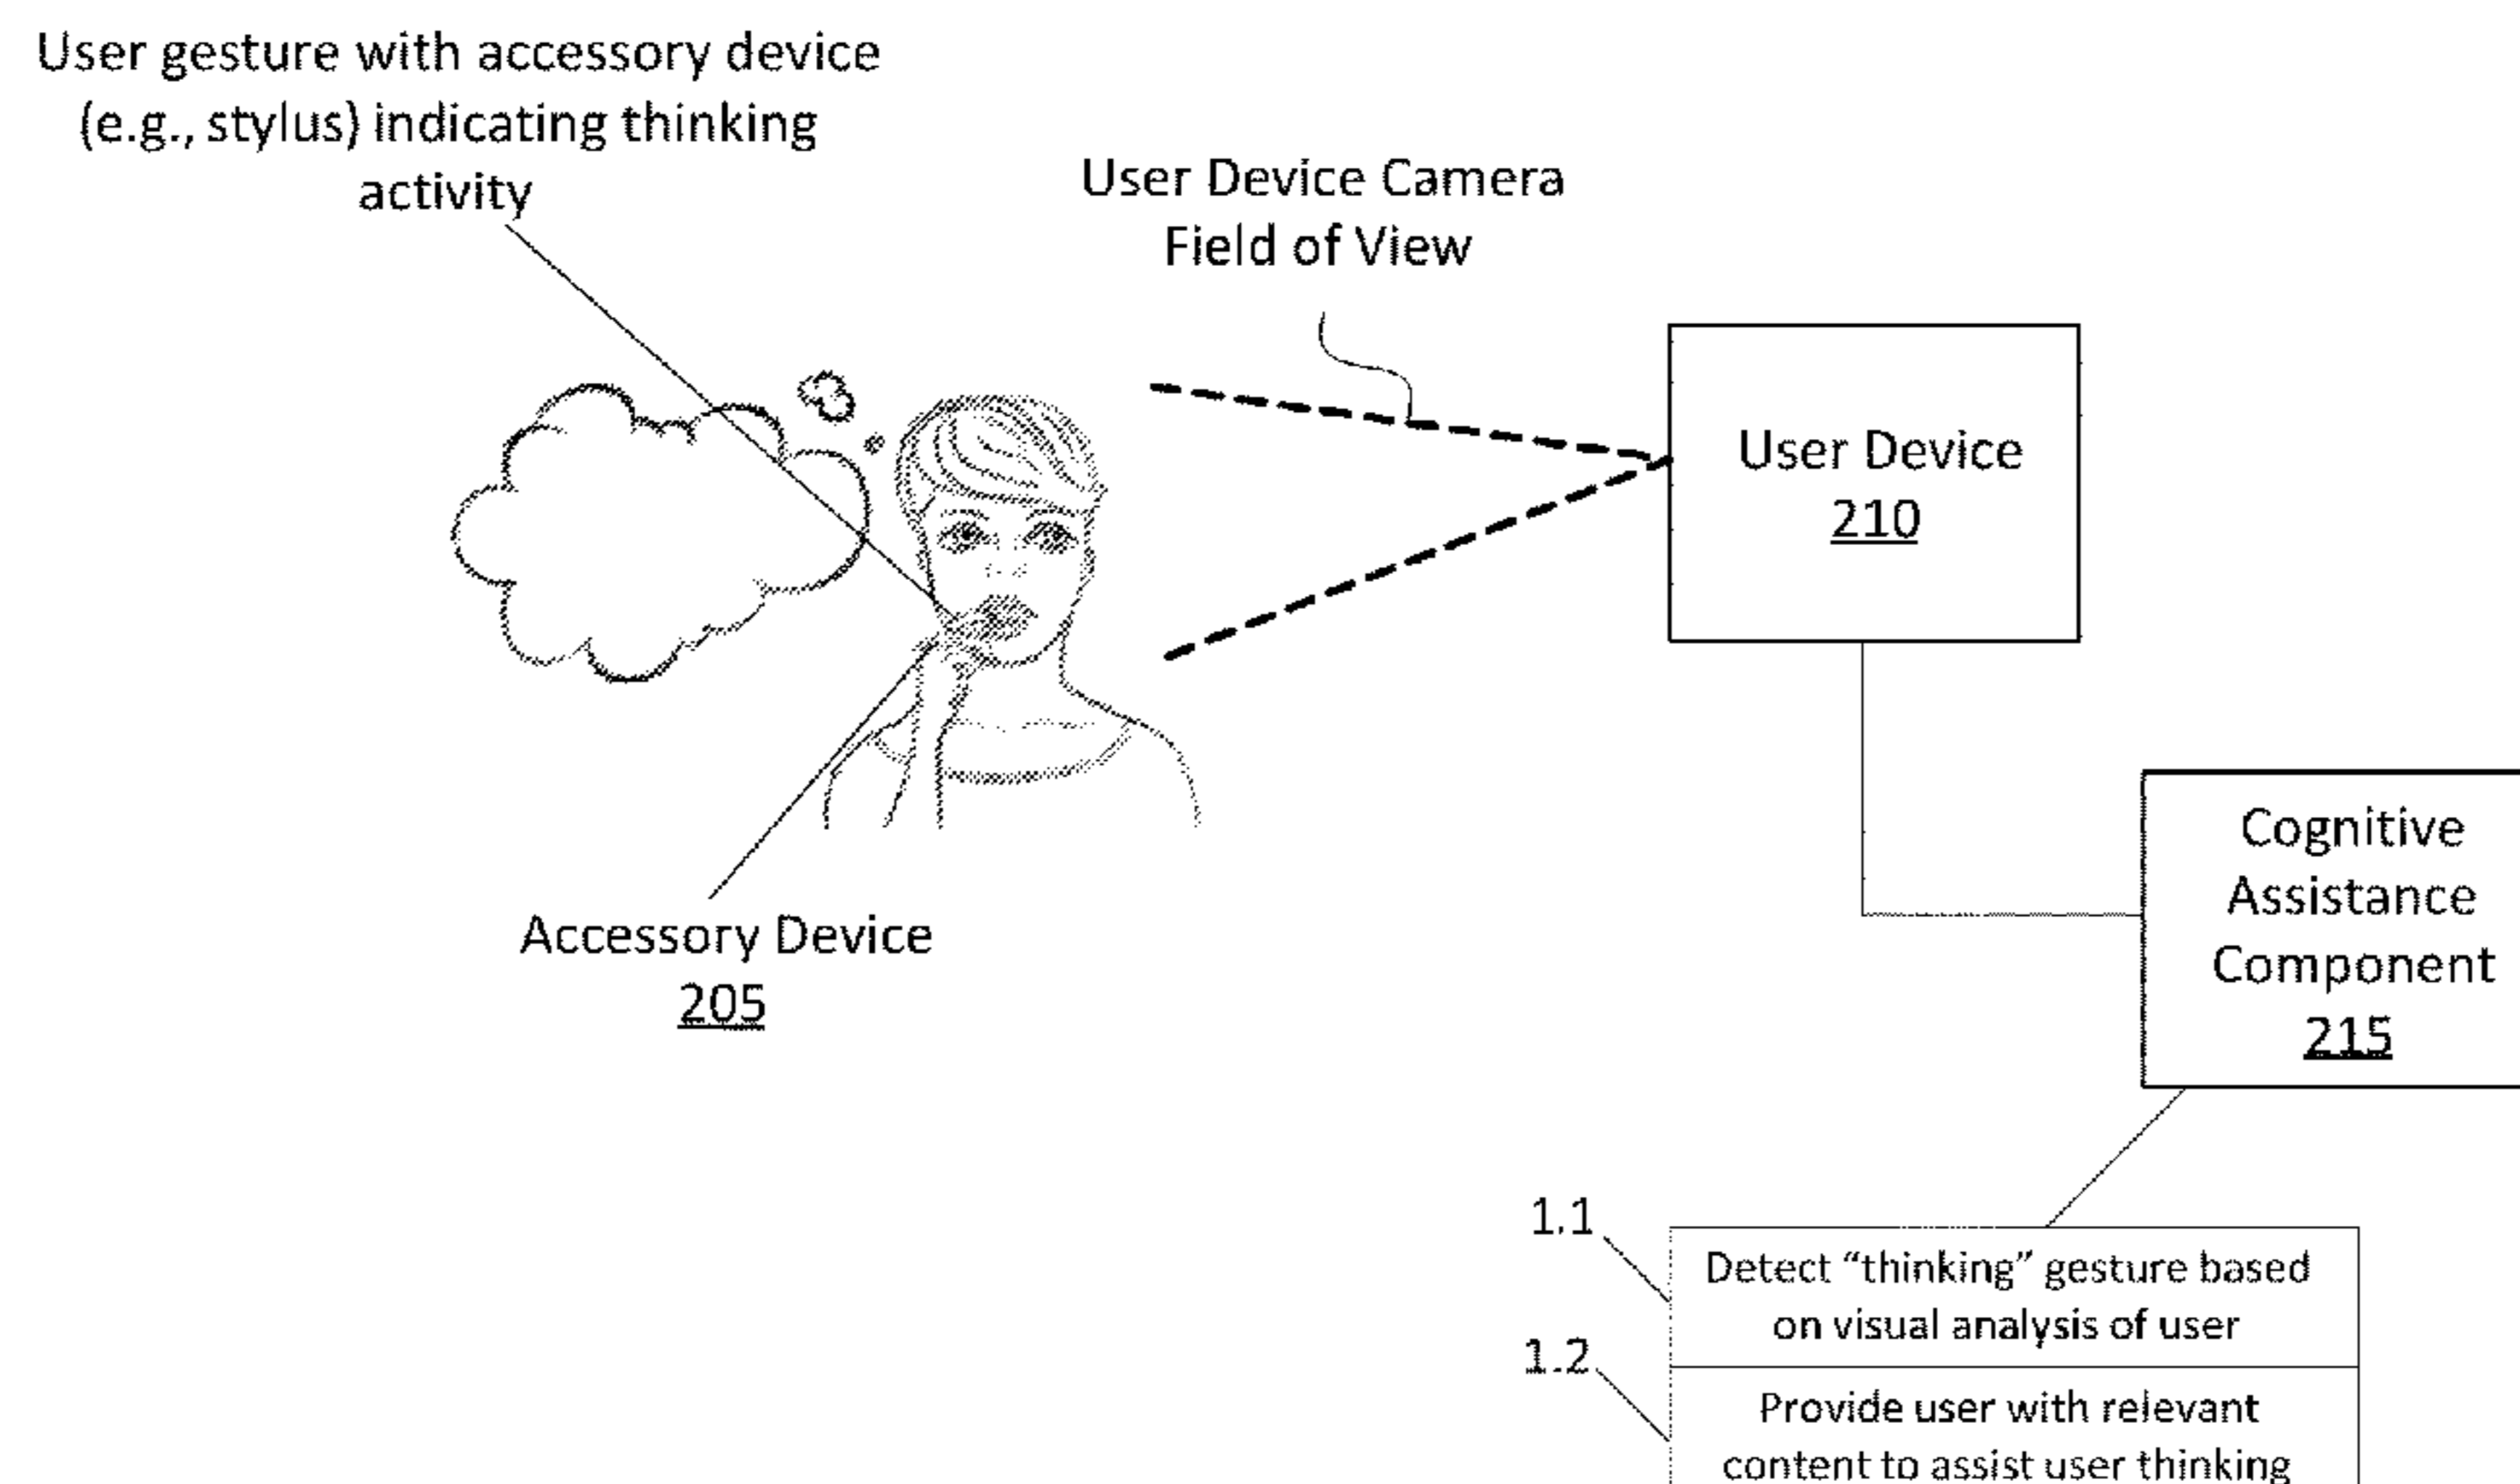 User gesture with accessory device
(e.g., stylus) indicating thinking
activity
User Device Camera
Field of View
User Device
210
Accessory Device
205
Cognitive
Assistance
Component
215
1.1
Detect “thinking” gesture based
on visual analysis of user
1.2
Provide user with relevant
content to assist user thinking